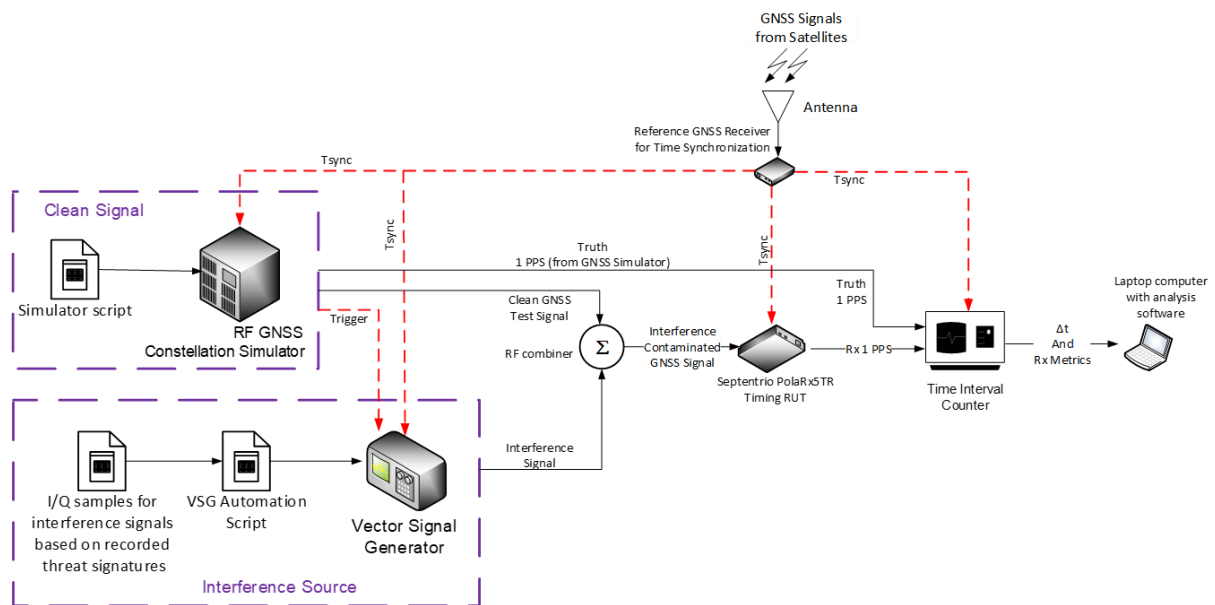 GNSS Signals
from Satellites
Antenna
Reference GNSS Receiver
for Time Synchronization
Tsync
Tsync
Tsync
Tsync
Clean Signal
Simulator script
RF GNSS
Constellation Simulator
Truth
1 PPS (from GNSS Simulator)
Clean GNSS
Test Signal
Trigger
RF combiner
Σ
Interference
Contaminated
GNSS Signal
Septentrio PolaRx5TR
Timing RUT
Truth
1 PPS
Rx 1 PPS
Time Interval
Counter
Δt
And
Rx Metrics
Laptop computer
with analysis
software
Interference
Signal
I/Q samples for
interference signals
based on recorded
threat signatures
VSG Automation
Script
Vector Signal
Generator
Interference Source